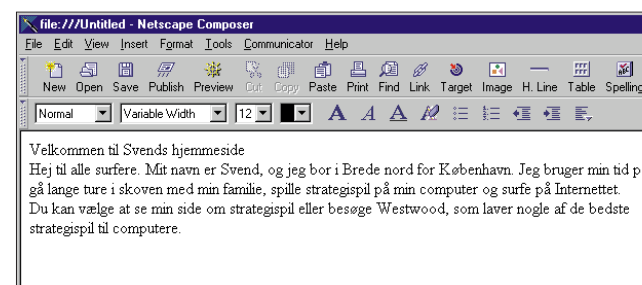 file:///Untitled - Netscape Composer
File Edit View Insert Format Tools Communicator Help
New Open Save Publish Preview Cut Copy Paste Print Find Link Target Image H. Line Table Spelling
Normal Variable Width 12 A A A
Velkommen til Svends hjemmeside
Hej til alle surfere. Mit navn er Svend, og jeg bor i Brede nord for København. Jeg bruger min tid p
gå lange ture i skoven med min familie, spille strategispil på min computer og surfe på Internettet.
Du kan vælge at se min side om strategispil eller besøge Westwood, som laver nogle af de bedste
strategispil til computere.